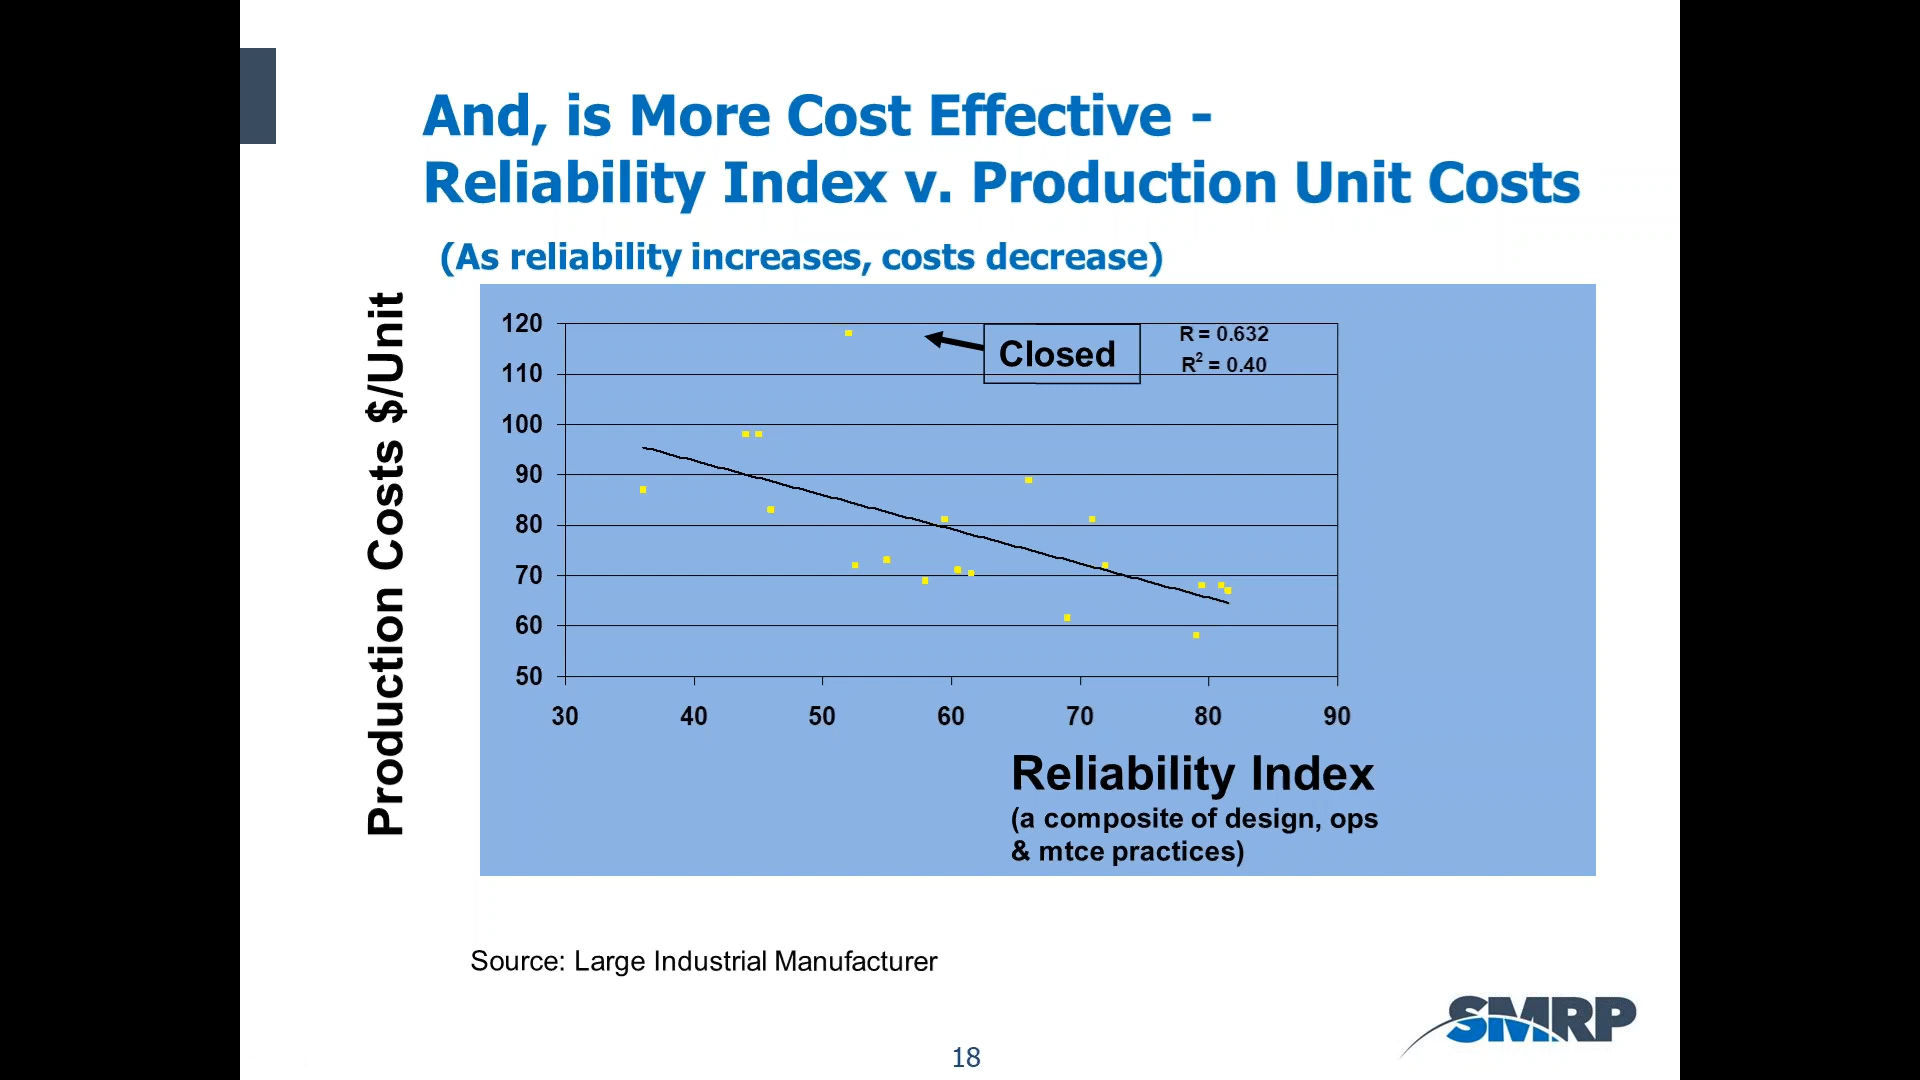 And, is More Cost Effective -
Reliability Index v. Production Unit Costs
(As reliability increases, costs decrease)
Production Costs $/Unit
120
110
100
90
80
70
60
50
Closed
R = 0.632
R² = 0.40
30 40 50 60 70 80 90
Reliability Index
(a composite of design, ops
& mtce practices)
Source: Large Industrial Manufacturer
SMRP
18